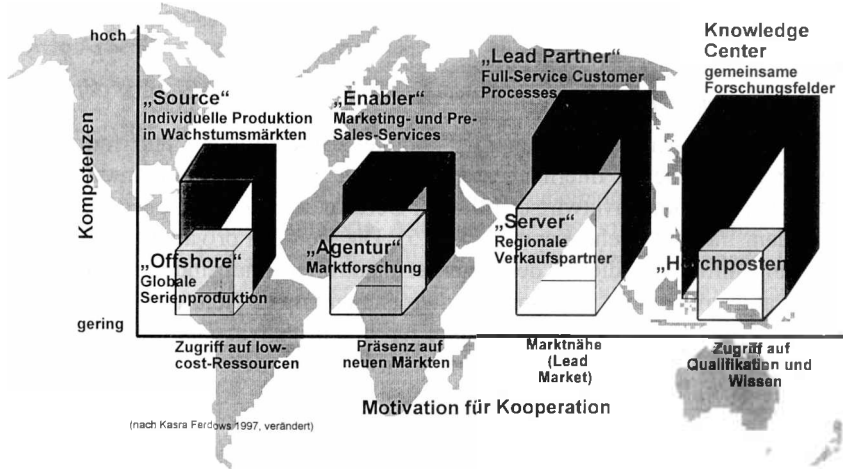 hoch
Kompetenzen
gering
„Source“
Individuelle Produktion
in Wachstumsmärkten
„Offshore“
Globale
Serienproduktion
„Enabler“
Marketing- und Pre-
Sales-Services
„Agentur“
Marktforschung
„Lead Partner“
Full-Service Customer
Processes
„Server“
Regionale
Verkaufspartner
Knowledge
Center
gemeinsame
Forschungsfelder
„Horchposten“
Zugriff auf low-
cost-Ressourcen
Präsenz auf
neuen Märkten
Marktnähe
(Lead
Market)
Zugriff auf
Qualifikation und
Wissen
Motivation für Kooperation
(nach Kasra Ferdows 1997, verändert)